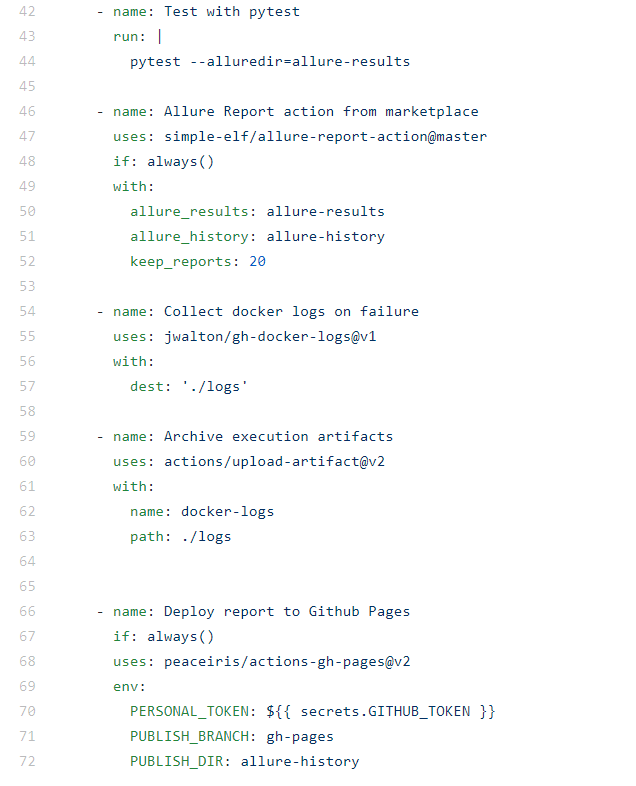 42 - name: Test with pytest
43 run: |
44 pytest --alluredir=allure-results
45
46 - name: Allure Report action from marketplace
47 uses: simple-elf/allure-report-action@master
48 if: always()
49 with:
50 allure_results: allure-results
51 allure_history: allure-history
52 keep_reports: 20
53
54 - name: Collect docker logs on failure
55 uses: jwalton/gh-docker-logs@v1
56 with:
57 dest: './logs'
58
59 - name: Archive execution artifacts
60 uses: actions/upload-artifact@v2
61 with:
62 name: docker-logs
63 path: ./logs
64
65
66 - name: Deploy report to Github Pages
67 if: always()
68 uses: peaceiris/actions-gh-pages@v2
69 env:
70 PERSONAL_TOKEN: ${{ secrets.GITHUB_TOKEN }}
71 PUBLISH_BRANCH: gh-pages
72 PUBLISH_DIR: allure-history